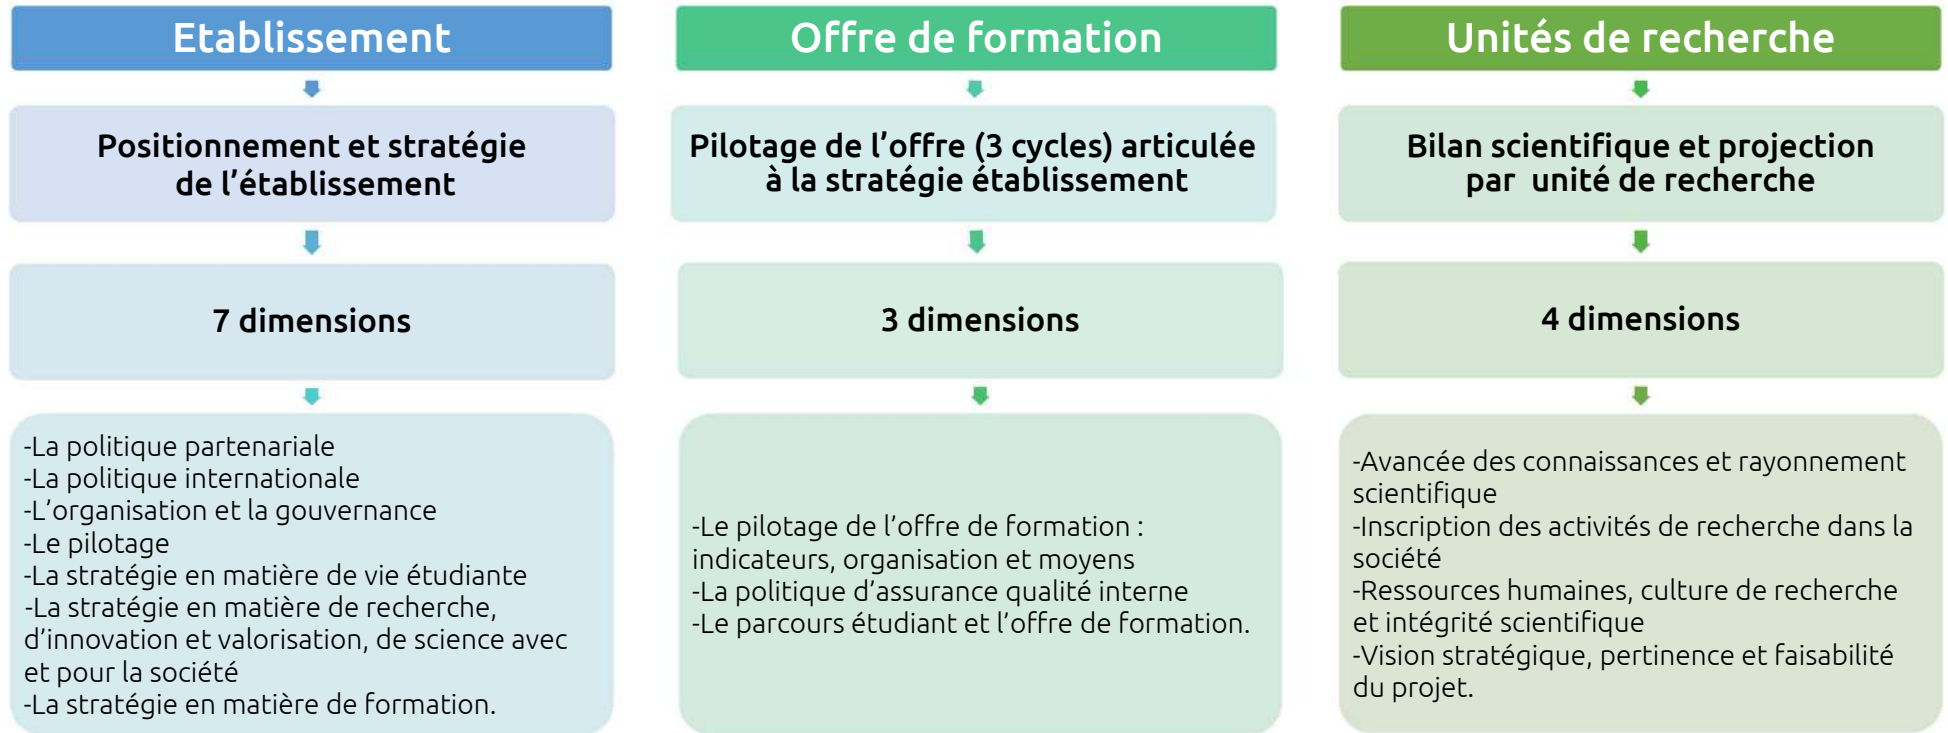 Etablissement
Positionnement et stratégie
de l’établissement
7 dimensions
-La politique partenariale
-La politique internationale
-L’organisation et la gouvernance
-Le pilotage
-La stratégie en matière de vie étudiante
-La stratégie en matière de recherche,
d’innovation et valorisation, de science avec
et pour la société
-La stratégie en matière de formation.
Offre de formation
Pilotage de l’offre (3 cycles) articulée
à la stratégie établissement
3 dimensions
-Le pilotage de l’offre de formation :
indicateurs, organisation et moyens
-La politique d’assurance qualité interne
-Le parcours étudiant et l’offre de formation.
Unités de recherche
Bilan scientifique et projection
par unité de recherche
4 dimensions
-Avancée des connaissances et rayonnement
scientifique
-Inscription des activités de recherche dans la
société
-Ressources humaines, culture de recherche
et intégrité scientifique
-Vision stratégique, pertinence et faisabilité
du projet.